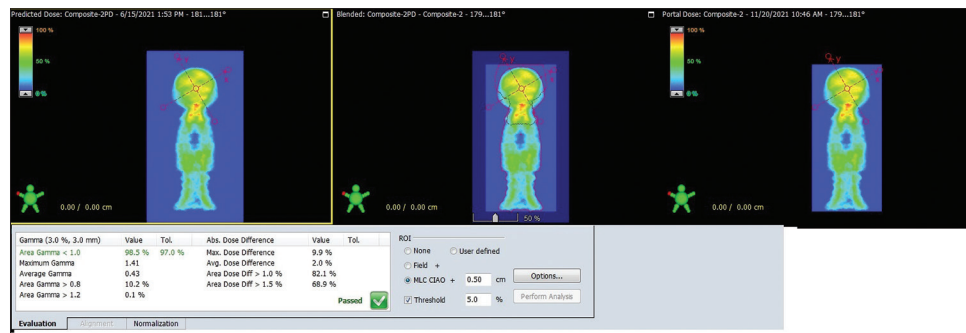 Predicted Dose: Composite-2PD - 6/15/2021 1:53 PM - 181...181°
Blended: Composite-2PD - Composite-2 - 179...181°
Portal Dose: Composite-2 - 11/20/2021 10:46 AM - 179...181°
100 %
50 %
0 %
0.00 / 0.00 cm
0.00 / 0.00 cm
50 %
100 %
50 %
0 %
y
0.00 / 0.00 cm
Gamma (3.0 %, 3.0 mm) Value Tol. Abs. Dose Difference Value Tol.
Area Gamma < 1.0 98.5 % 97.0 % Max. Dose Difference 9.9 %
Maximum Gamma 1.41 Avg. Dose Difference 2.0 %
Average Gamma 0.43 Area Dose Diff > 1.0 % 82.1 %
Area Gamma > 0.8 10.2 % Area Dose Diff > 1.5 % 68.9 %
Area Gamma > 1.2 0.1 %
Passed
ROI
None User defined
Field +
MLC CIAO + 0.50 cm Options...
Threshold 5.0 % Perform Analysis
Evaluation Alignment Normalization